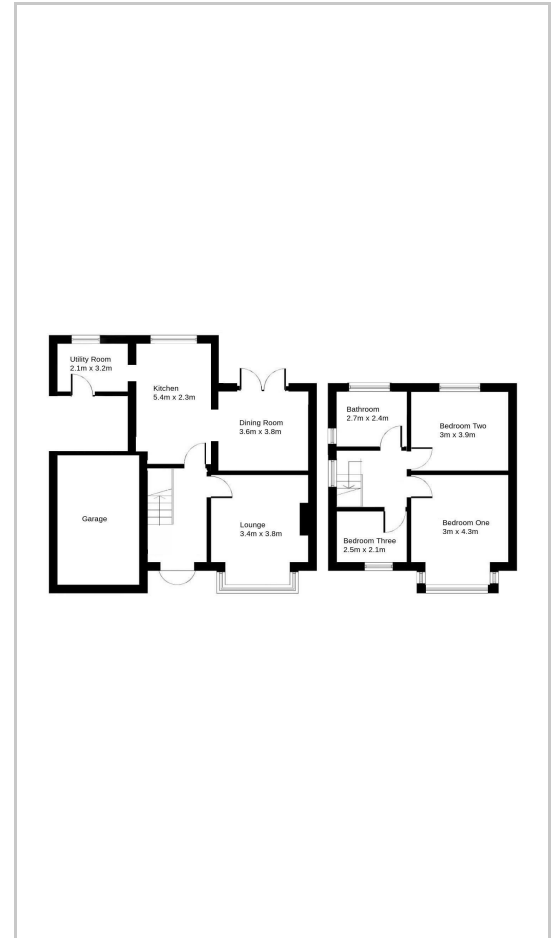 Utility Room
2.1m x 3.2m
Kitchen
5.4m x 2.3m
Dining Room
3.6m x 3.8m
Garage
Lounge
3.4m x 3.8m
Bathroom
2.7m x 2.4m
Bedroom Two
3m x 3.9m
Bedroom One
3m x 4.3m
Bedroom Three
2.5m x 2.1m